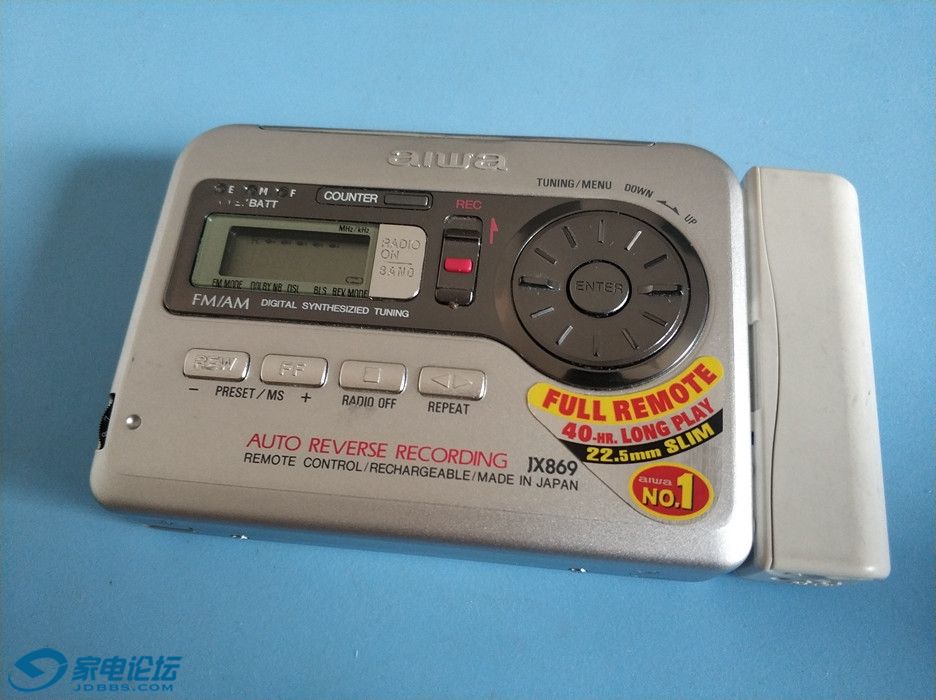 aiwa
TUNING/MENU DOWN UP
E M F
BATT
COUNTER
REC
MHz/kHz
RADIO
ON
BAND
ENTER
FM MODE DOLBY NB DSL BLS BEX MODE
FM/AM DIGITAL SYNTHESIZIED TUNING
REW FF
− PRESET/MS +
RADIO OFF
REPEAT
FULL REMOTE
40-HR. LONG PLAY
22.5mm SLIM
aiwa
NO.1
AUTO REVERSE RECORDING JX869
REMOTE CONTROL/RECHARGEABLE/MADE IN JAPAN
家电论坛
JDBBS.COM